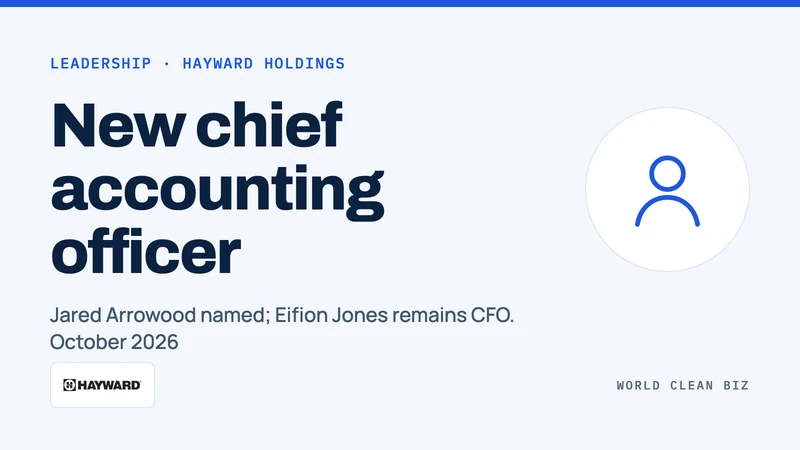 LEADERSHIP · HAYWARD HOLDINGS
New chief
accounting
officer
Jared Arrowood named; Eifion Jones remains CFO.
October 2026
HAYWARD
WORLD CLEAN BIZ